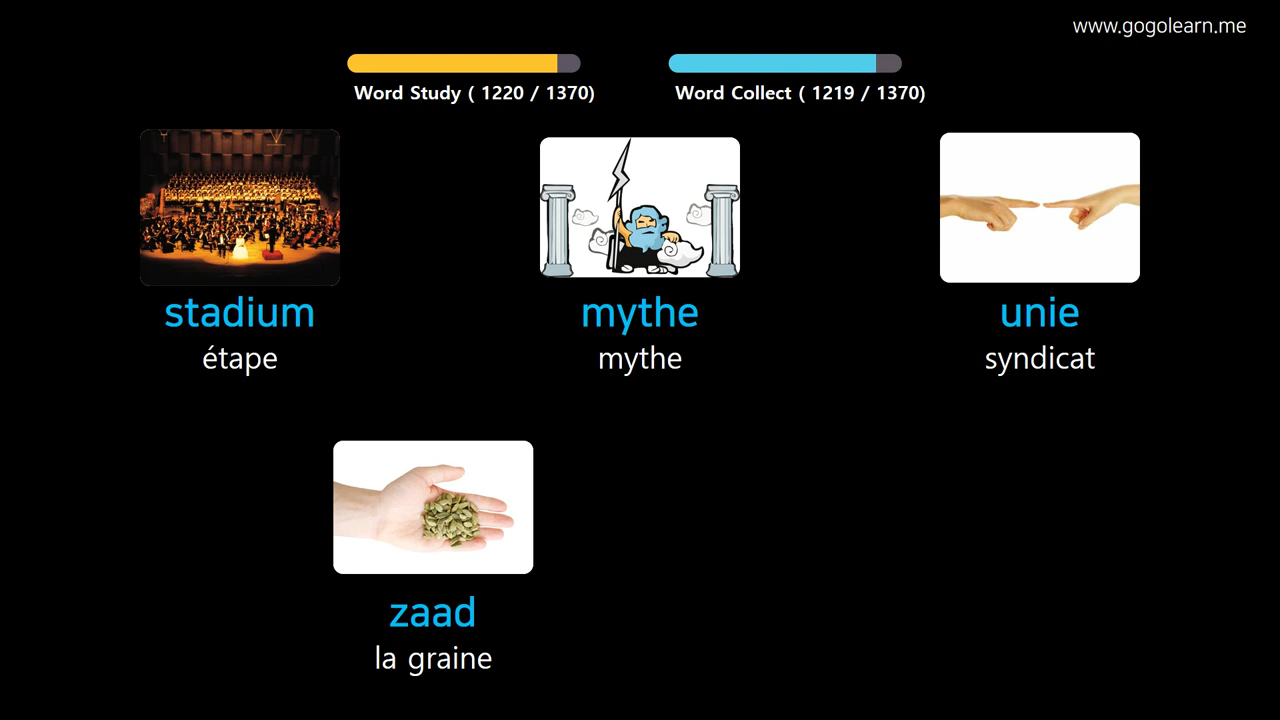 www.gogolearn.me
Word Study ( 1220 / 1370)
Word Collect ( 1219 / 1370)
stadium
étape
mythe
mythe
unie
syndicat
zaad
la graine